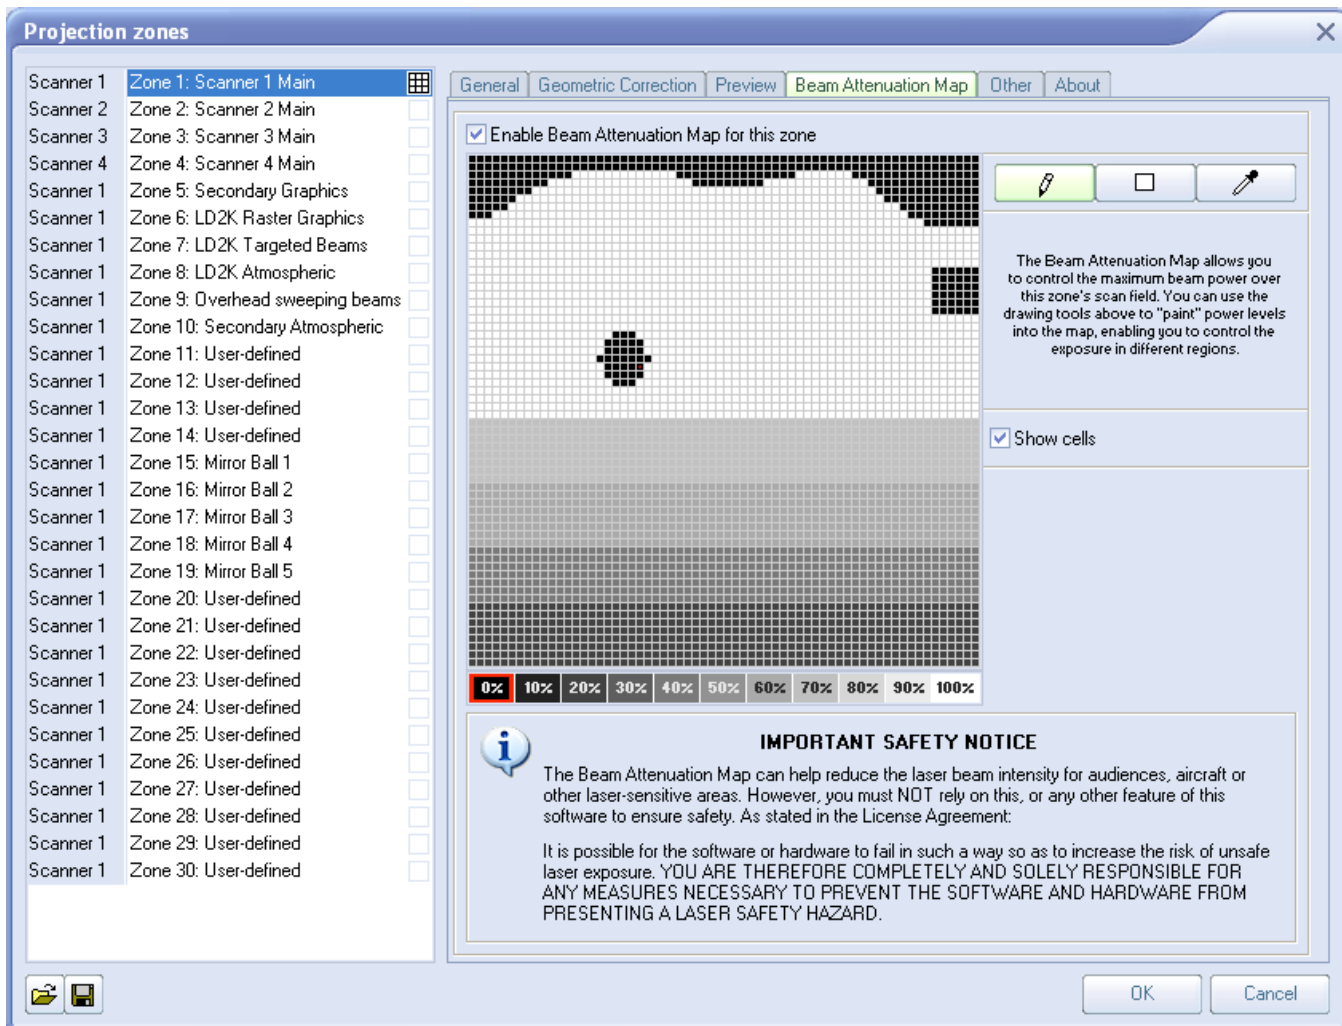 Projection zones
Scanner 1 Zone 1: Scanner 1 Main
Scanner 2 Zone 2: Scanner 2 Main
Scanner 3 Zone 3: Scanner 3 Main
Scanner 4 Zone 4: Scanner 4 Main
Scanner 1 Zone 5: Secondary Graphics
Scanner 1 Zone 6: LD2K Raster Graphics
Scanner 1 Zone 7: LD2K Targeted Beams
Scanner 1 Zone 8: LD2K Atmospheric
Scanner 1 Zone 9: Overhead sweeping beams
Scanner 1 Zone 10: Secondary Atmospheric
Scanner 1 Zone 11: User-defined
Scanner 1 Zone 12: User-defined
Scanner 1 Zone 13: User-defined
Scanner 1 Zone 14: User-defined
Scanner 1 Zone 15: Mirror Ball 1
Scanner 1 Zone 16: Mirror Ball 2
Scanner 1 Zone 17: Mirror Ball 3
Scanner 1 Zone 18: Mirror Ball 4
Scanner 1 Zone 19: Mirror Ball 5
Scanner 1 Zone 20: User-defined
Scanner 1 Zone 21: User-defined
Scanner 1 Zone 22: User-defined
Scanner 1 Zone 23: User-defined
Scanner 1 Zone 24: User-defined
Scanner 1 Zone 25: User-defined
Scanner 1 Zone 26: User-defined
Scanner 1 Zone 27: User-defined
Scanner 1 Zone 28: User-defined
Scanner 1 Zone 29: User-defined
Scanner 1 Zone 30: User-defined
General Geometric Correction Preview Beam Attenuation Map Other About
Enable Beam Attenuation Map for this zone
The Beam Attenuation Map allows you
to control the maximum beam power over
this zone's scan field. You can use the
drawing tools above to "paint" power levels
into the map, enabling you to control the
exposure in different regions.
Show cells
0% 10% 20% 30% 40% 50% 60% 70% 80% 90% 100%
IMPORTANT SAFETY NOTICE
The Beam Attenuation Map can help reduce the laser beam intensity for audiences, aircraft or
other laser-sensitive areas. However, you must NOT rely on this, or any other feature of this
software to ensure safety. As stated in the License Agreement:
It is possible for the software or hardware to fail in such a way so as to increase the risk of unsafe
laser exposure. YOU ARE THEREFORE COMPLETELY AND SOLELY RESPONSIBLE FOR
ANY MEASURES NECESSARY TO PREVENT THE SOFTWARE AND HARDWARE FROM
PRESENTING A LASER SAFETY HAZARD.
OK Cancel